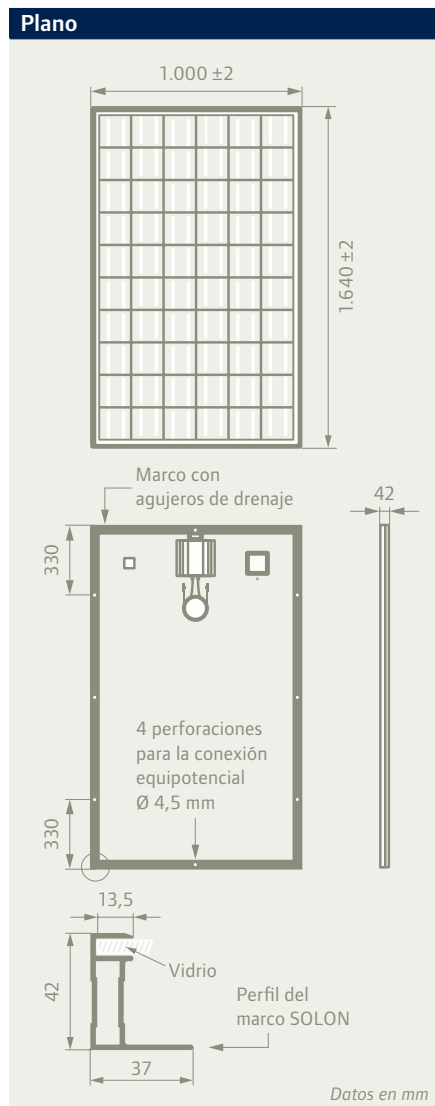 Plano
1.000 ±2
1.640 ±2
Marco con
agujeros de drenaje
42
330
4 perforaciones
para la conexión
equipotencial
Ø 4,5 mm
330
13,5
Vidrio
42
Perfil del
marco SOLON
37
Datos en mm